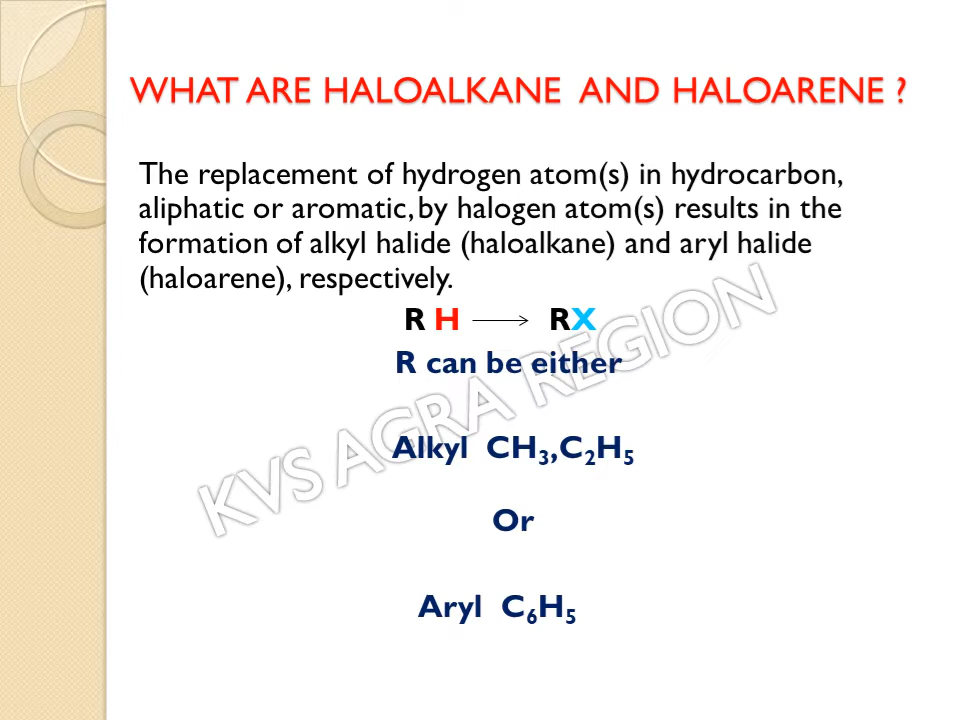 WHAT ARE HALOALKANE AND HALOARENE ?
The replacement of hydrogen atom(s) in hydrocarbon,
aliphatic or aromatic, by halogen atom(s) results in the
formation of alkyl halide (haloalkane) and aryl halide
(haloarene), respectively.
R H ⟶ RX
R can be either
KVS AGRA REGION
Alkyl CH₃,C₂H₅
Or
Aryl C₆H₅